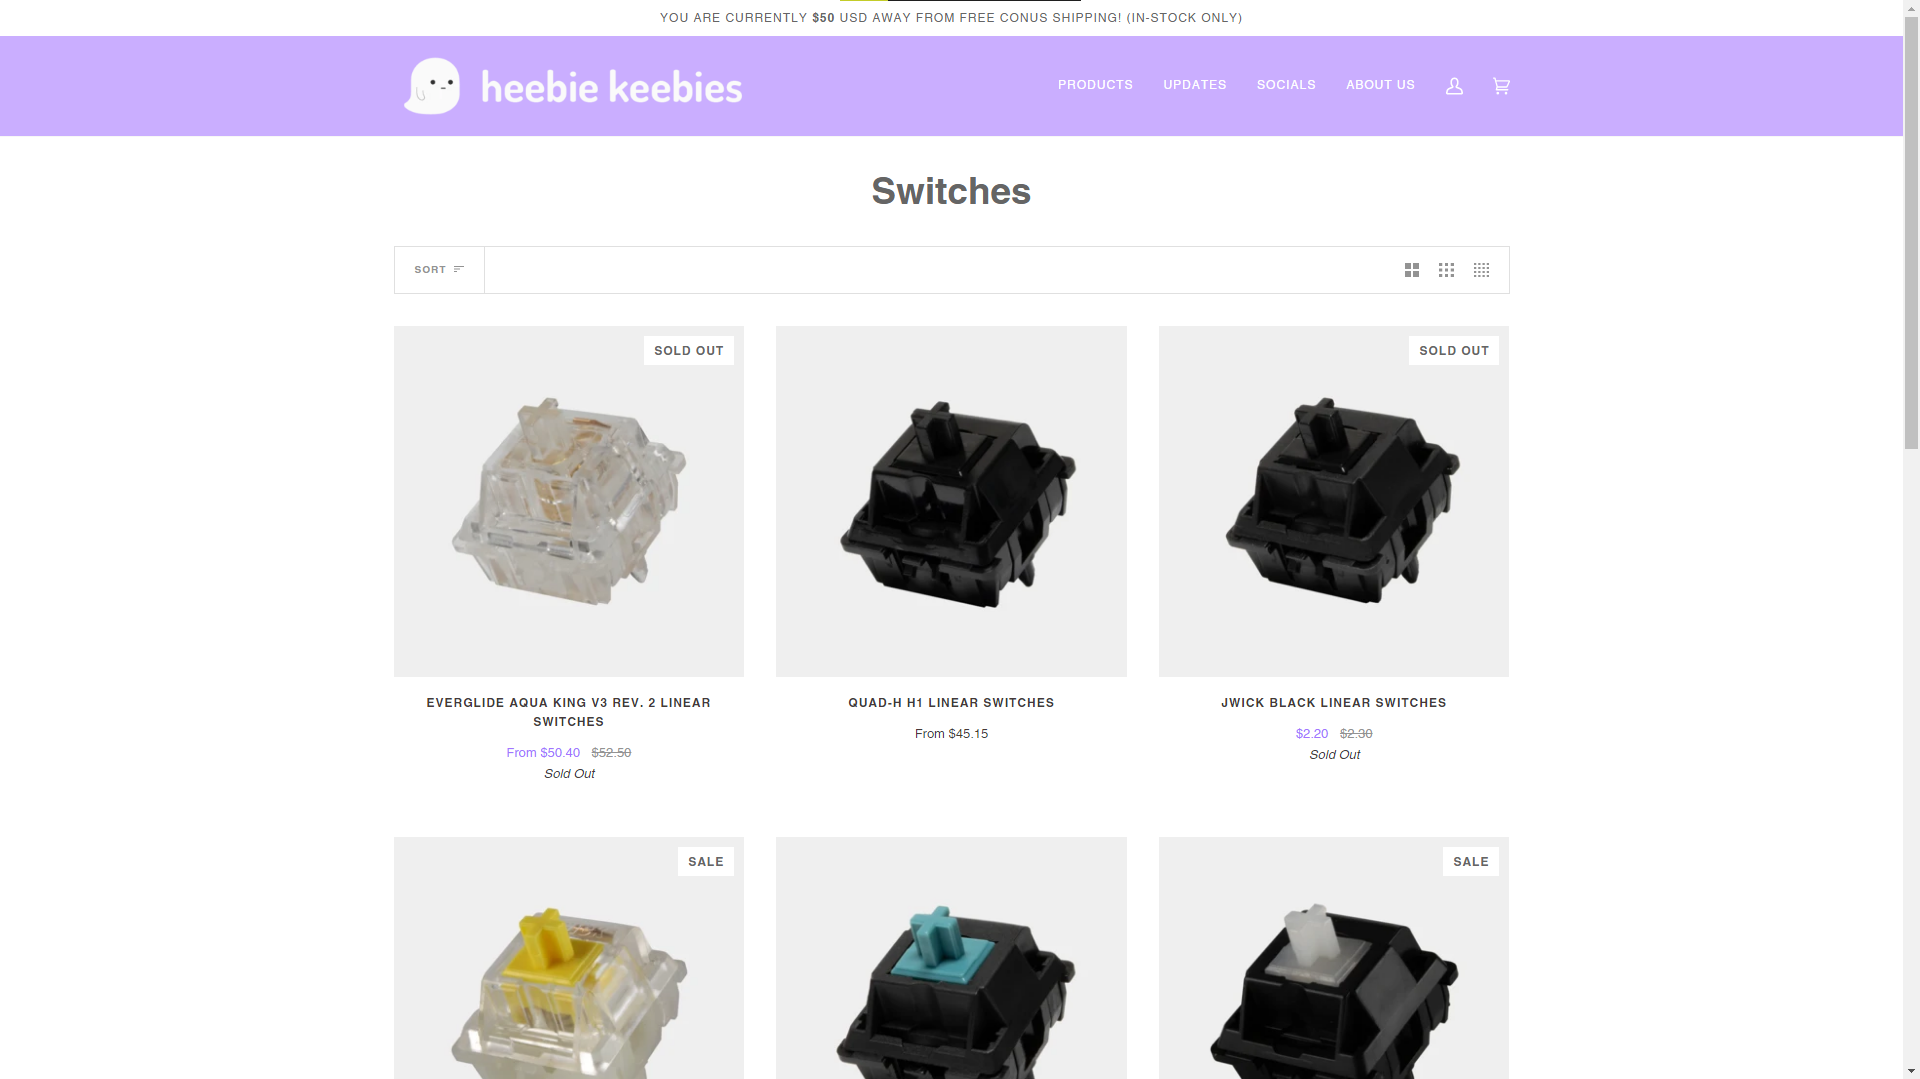 YOU ARE CURRENTLY $50 USD AWAY FROM FREE CONUS SHIPPING! (IN-STOCK ONLY)
heebie keebies
PRODUCTS
UPDATES
SOCIALS
ABOUT US
Switches
SORT
SOLD OUT
SOLD OUT
EVERGLIDE AQUA KING V3 REV. 2 LINEAR
SWITCHES
From $50.40 $52.50
Sold Out
QUAD-H H1 LINEAR SWITCHES
From $45.15
JWICK BLACK LINEAR SWITCHES
$2.20 $2.30
Sold Out
SALE
SALE